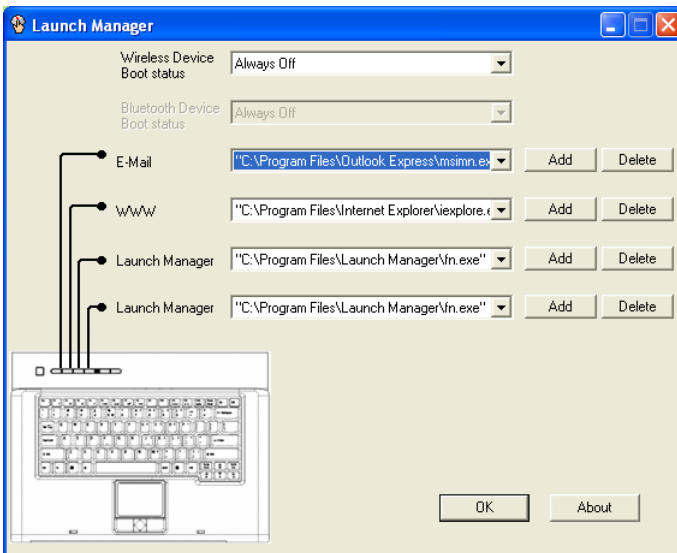 Launch Manager
Wireless Device
Boot status
Always Off
Bluetooth Device
Boot status
Always Off
E-Mail
"C:\Program Files\Outlook Express\msimn.ex
Add
Delete
WWW
"C:\Program Files\Internet Explorer\iexplore.e
Add
Delete
Launch Manager
"C:\Program Files\Launch Manager\fn.exe"
Add
Delete
Launch Manager
"C:\Program Files\Launch Manager\fn.exe"
Add
Delete
OK
About